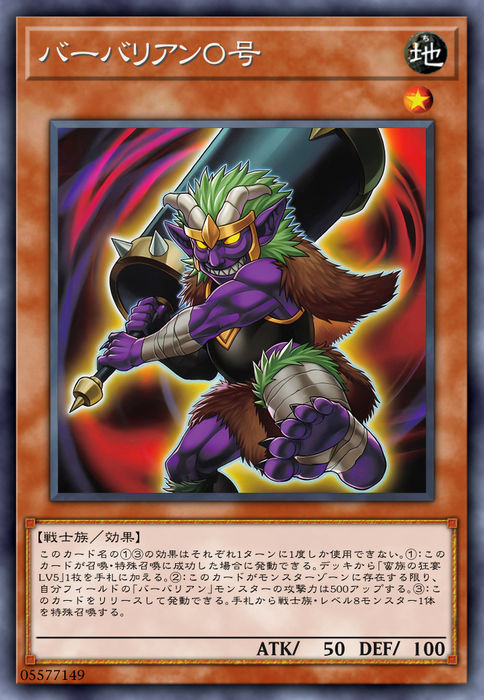 バーバリアン0号
地
【戦士族／効果】
このカード名の①③の効果はそれぞれ1ターンに1度しか使用できない。①：この
カードが召喚・特殊召喚に成功した場合に発動できる。デッキから「蛮族の狂宴
LV5」1枚を手札に加える。②：このカードがモンスターゾーンに存在する限り、
自分フィールドの「バーバリアン」モンスターの攻撃力は500アップする。③：こ
のカードをリリースして発動できる。手札から戦士族・レベル8モンスター1体
を特殊召喚する。
ATK/ 50 DEF/ 100
05577149